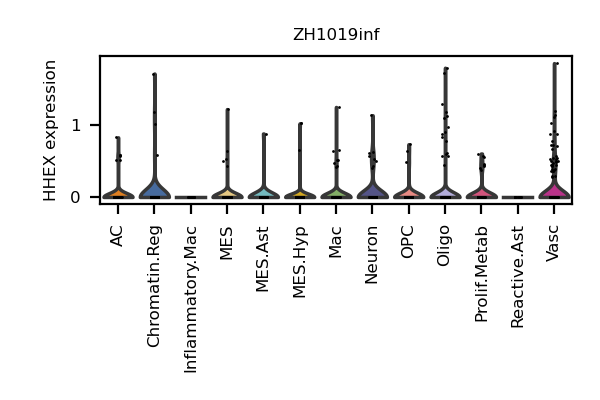 ZH1019inf
HHEX expression
1
0
AC
Chromatin.Reg
Inflammatory.Mac
MES
MES.Ast
MES.Hyp
Mac
Neuron
OPC
Oligo
Prolif.Metab
Reactive.Ast
Vasc